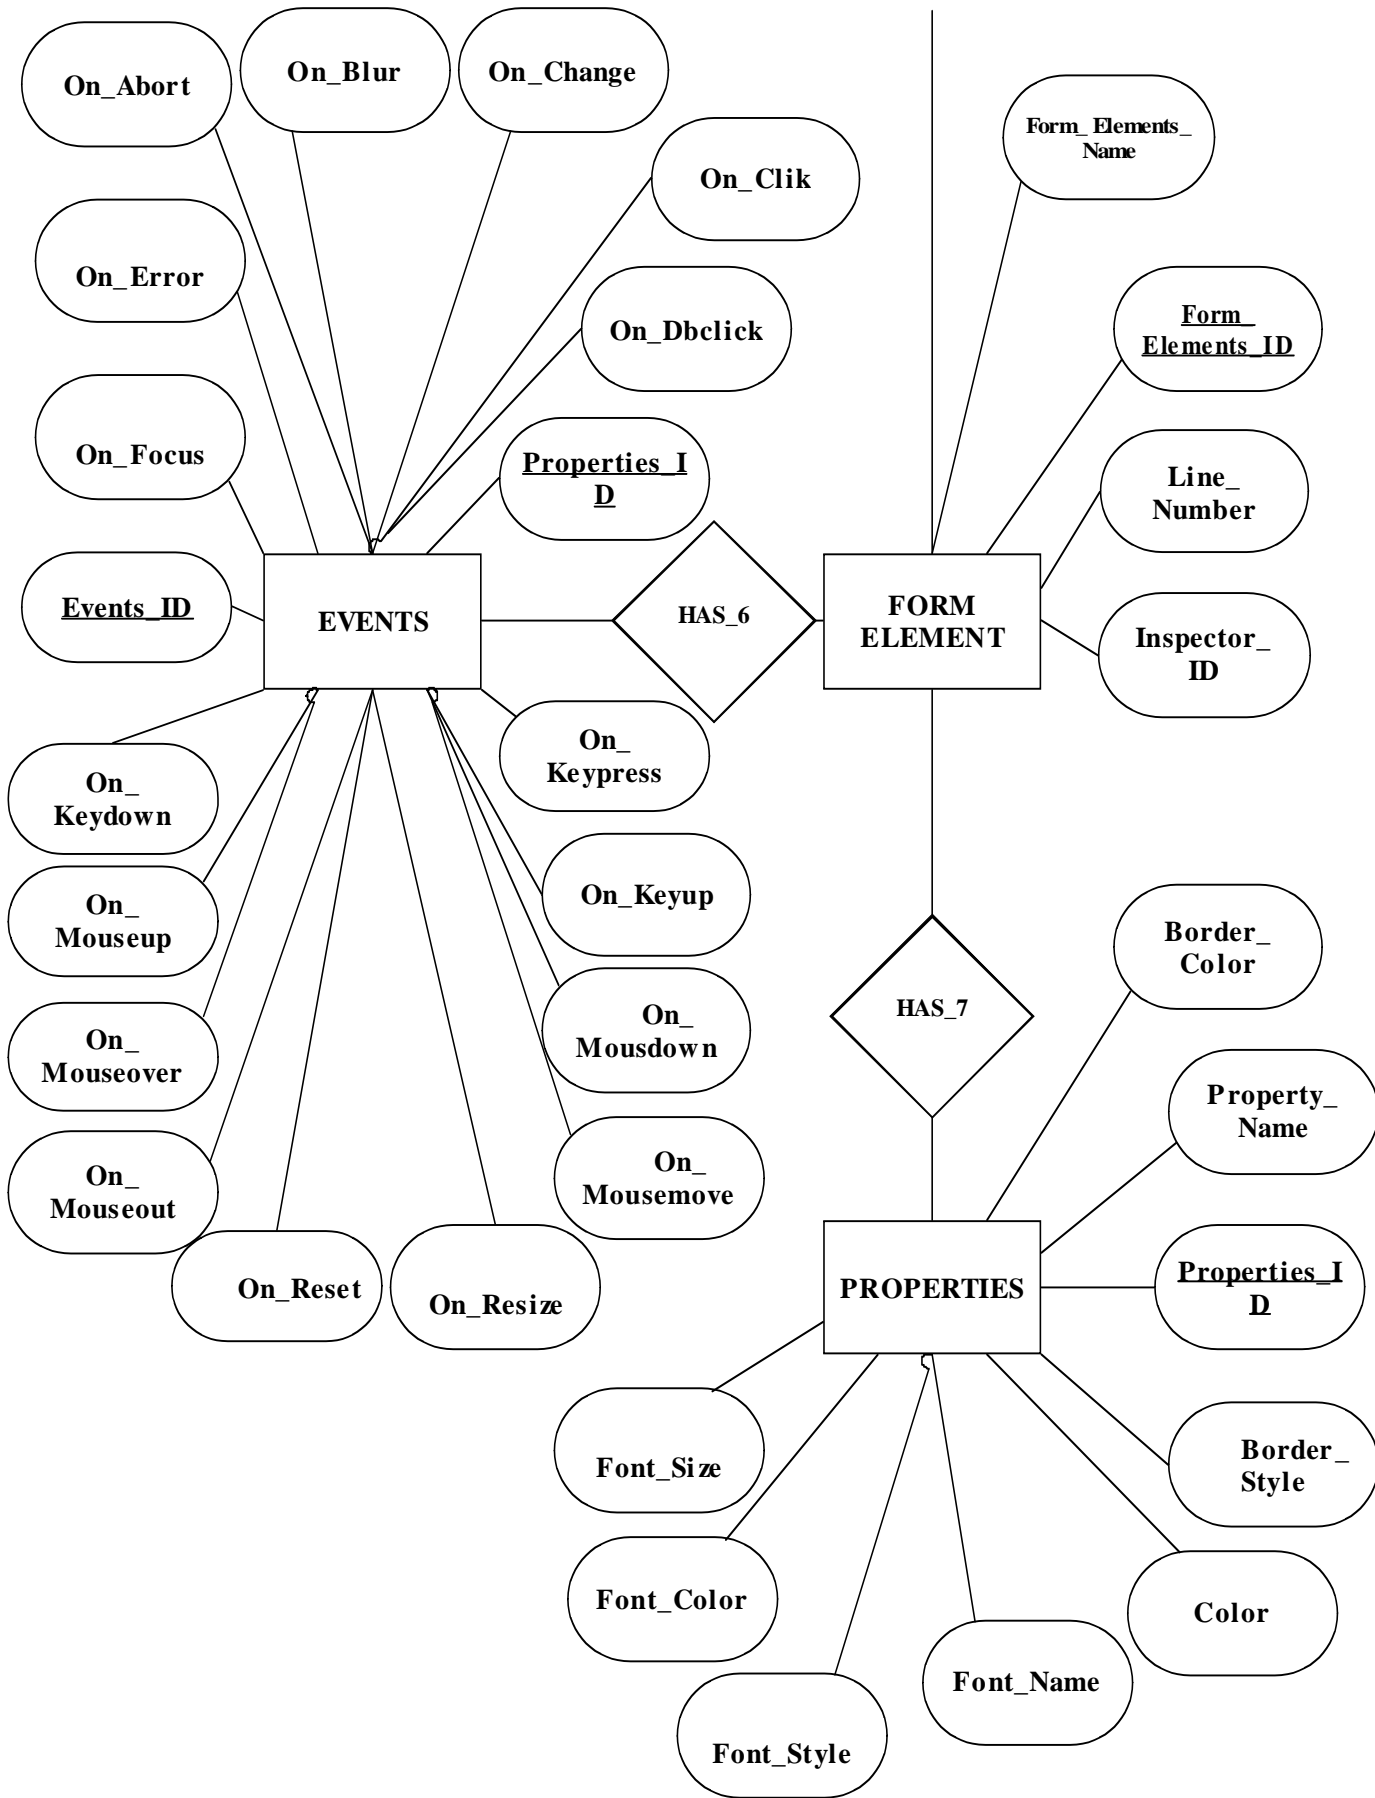 On_Abort
On_Blur
On_Change
On_Clik
Form_ Elements_
Name
On_Error
On_Dbclick
Form_
Elements_ID
On_Focus
Properties_I
D
Line_
Number
Events_ID
EVENTS
HAS_6
FORM
ELEMENT
Inspector_
ID
On_
Keypress
On_
Keydown
On_Keyup
On_
Mouseup
Border_
Color
On_
Mousdown
HAS_7
On_
Mouseover
Property_
Name
On_
Mouseout
On_
Mousemove
On_Reset
On_Resize
PROPERTIES
Properties_I
D
Font_Size
Border_
Style
Font_Color
Color
Font_Name
Font_Style